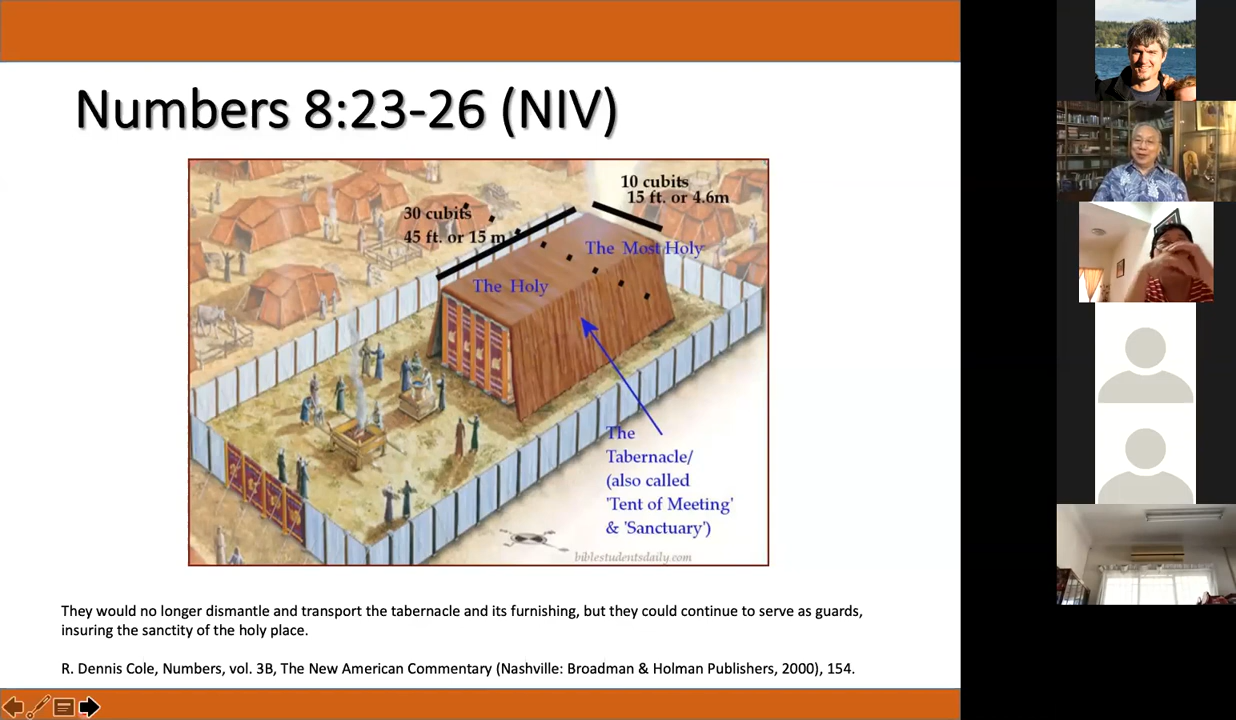 Numbers 8:23-26 (NIV)
10 cubits
15 ft. or 4.6m
30 cubits
45 ft. or 15 m
The Most Holy
The Holy
The
Tabernacle/
(also called
'Tent of Meeting'
& 'Sanctuary')
biblestudentsdaily.com
They would no longer dismantle and transport the tabernacle and its furnishing, but they could continue to serve as guards,
insuring the sanctity of the holy place.
R. Dennis Cole, Numbers, vol. 3B, The New American Commentary (Nashville: Broadman & Holman Publishers, 2000), 154.